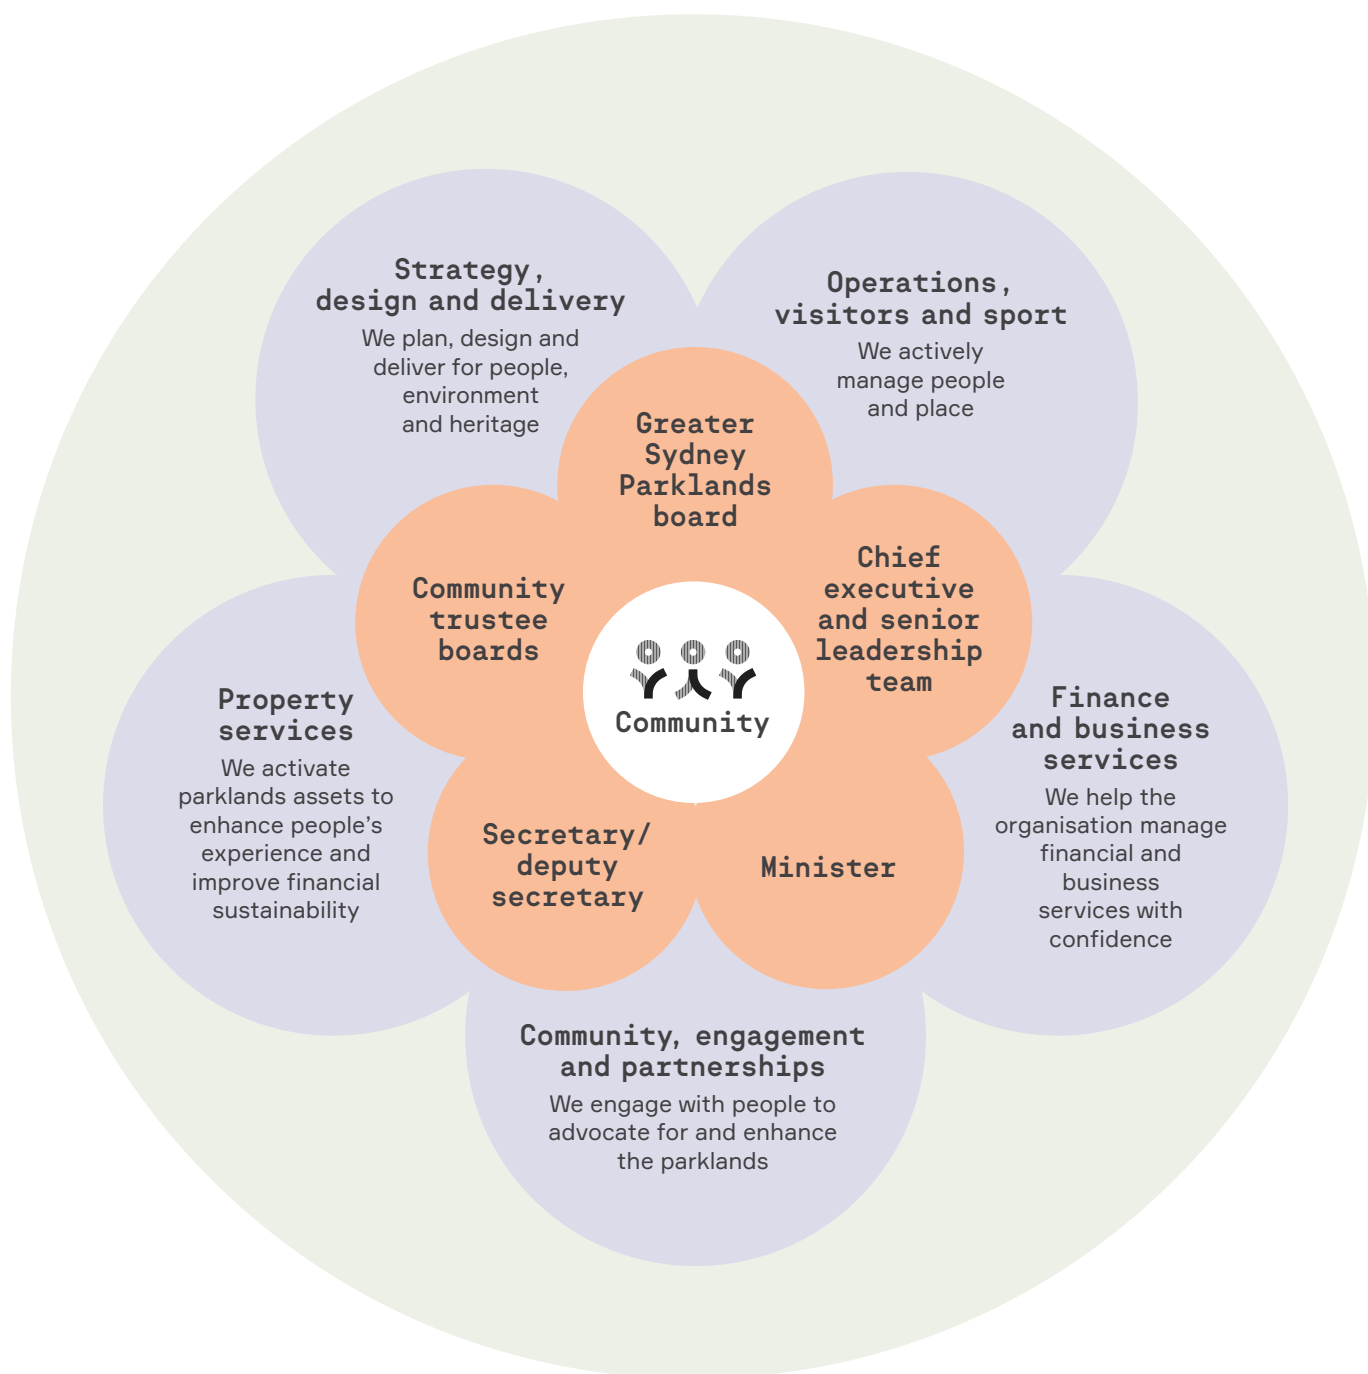 Strategy,
design and delivery
We plan, design and
deliver for people,
environment
and heritage
Operations,
visitors and sport
We actively
manage people
and place
Greater
Sydney
Parklands
board
Community
trustee
boards
Chief
executive
and senior
leadership
team
Community
Property
services
We activate
parklands assets to
enhance people’s
experience and
improve financial
sustainability
Finance
and business
services
We help the
organisation manage
financial and
business
services with
confidence
Secretary/
deputy
secretary
Minister
Community, engagement
and partnerships
We engage with people to
advocate for and enhance
the parklands